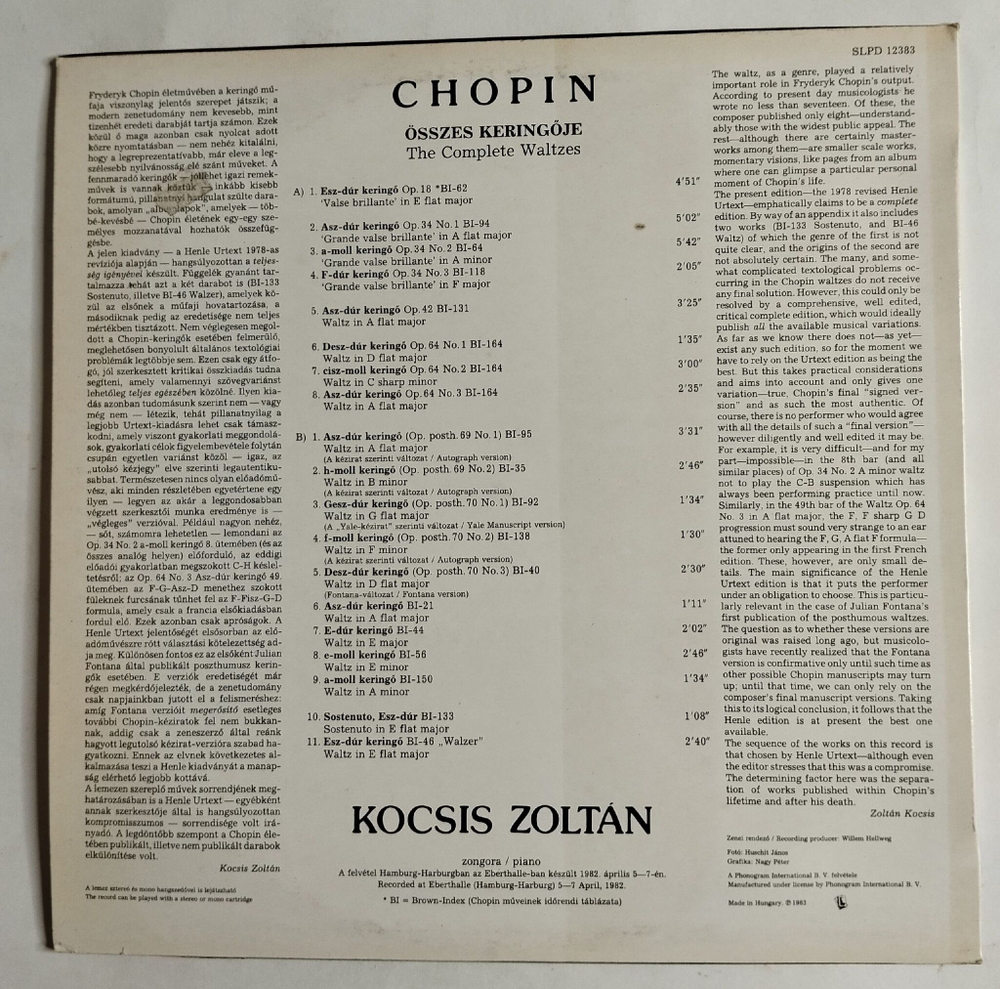 SLPD 12383
CHOPIN
ÖSSZES KERINGŐJE
The Complete Waltzes
Fryderyk Chopin életművében a keringő mű-
faja viszonylag jelentős szerepet játszik; a
modern zenetudomány nem kevesebb, mint
tizenhét eredeti darabját tartja számon. Ezek
közül ő maga azonban csak nyolcat adott
közre nyomtatásban — nem nehéz kitalálni,
hogy a legreprezentatívabb, már eleve a leg-
szélesebb nyilvánosság elé szánt műveket. A
fennmaradó keringők — jóllehet igazi remek-
művek is vannak köztük — inkább kisebb
formátumú, pillanatnyi hangulat szülte dara-
bok, amolyan „albumlapok", amelyek — töb-
bé-kevésbé — Chopin életének egy-egy sze-
mélyes mozzanatával hozhatók összefüg-
gésbe.
A jelen kiadvány — a Henle Urtext 1978-as
revíziója alapján — hangsúlyozottan a teljes-
ség igényével készült. Függelék gyanánt tar-
talmazza tehát azt a két darabot is (BI-133
Sostenuto, illetve BI-46 Walzer), amelyek kö-
zül az elsőnek a műfaji hovatartozása, a
másodiknak pedig az eredetisége nem teljes
mértékben tisztázott. Nem véglegesen megol-
dott a Chopin-keringők esetében felmerülő,
meglehetősen bonyolult általános textológiai
problémák legtöbbje sem. Ezen csak egy átfo-
gó, jól szerkesztett kritikai összkiadás tudna
segíteni, amely valamennyi szövegvariánst
lehetőleg teljes egészében közölné. Ilyen kia-
dás azonban tudomásunk szerint nem — vagy
még nem — létezik, tehát pillanatnyilag a
legjobb Urtext-kiadásra lehet csak támasz-
kodni, amely viszont gyakorlati meggondolá-
sok, gyakorlati célok figyelembevétele folytán
csupán egyetlen variánst közöl — igaz, az
„utolsó kézjegy" elve szerinti legautentiku-
sabbat. Természetesen nincs olyan előadómű-
vész, aki minden részletében egyetértene egy
ilyen — legyen az akár a leggondosabban
végzett szerkesztői munka eredménye is —
„végleges" verzióval. Például nagyon nehéz,
— sőt, számomra lehetetlen — lemondani az
Op. 34 No. 2 a-moll keringő 8. ütemében (és az
összes analóg helyen) előforduló, az eddigi
előadói gyakorlatban megszokott C-H késlel-
tetésről; az Op. 64 No. 3 Asz-dúr keringő 49.
ütemében az F-G-Asz-D menethez szokott
füleknek furcsának tűnhet fel az F-Fisz-G-D
formula, amely csak a francia elsőkiadásban
fordul elő. Ezek azonban csak apróságok. A
Henle Urtext jelentőségét elsősorban az elő-
adóművészre rótt választási kötelezettség ad-
ja meg. Különösen fontos ez az elsőként Julian
Fontana által publikált poszthumusz kerin-
gők esetében. E verziók eredetiségét már
régen megkérdőjelezték, de a zenetudomány
csak napjainkban jutott el a felismeréshez:
amíg Fontana verzióit megerősítő esetleges
további Chopin-kéziratok fel nem bukkan-
nak, addig csak a zeneszerző által reánk
hagyott legutolsó kézirat-verzióra szabad ha-
gyatkozni. Ennek az elvnek következetes al-
kalmazása teszi a Henle kiadványát a manap-
ság elérhető legjobb kottává.
A lemezen szereplő művek sorrendjének meg-
határozásában is a Henle Urtext — egyébként
annak szerkesztője által is hangsúlyozottan
kompromisszumos — sorrendisége volt irá-
nyadó. A legdöntőbb szempont a Chopin éle-
tében publikált, illetve nem publikált darabok
elkülönítése volt.
Kocsis Zoltán
A lemez sztereó és mono hangszedővel is lejátszható
The record can be played with a stereo or mono cartridge
A) 1. Esz-dúr keringő Op. 18 *BI-62 4'51"
'Valse brillante' in E flat major
2. Asz-dúr keringő Op. 34 No. 1 BI-94 5'02"
'Grande valse brillante' in A flat major
3. a-moll keringő Op. 34 No. 2 BI-64 5'42"
'Grande valse brillante' in A minor
4. F-dúr keringő Op. 34 No. 3 BI-118 2'05"
'Grande valse brillante' in F major
5. Asz-dúr keringő Op. 42 BI-131 3'25"
Waltz in A flat major
6. Desz-dúr keringő Op. 64 No. 1 BI-164 1'35"
Waltz in D flat major
7. cisz-moll keringő Op. 64 No. 2 BI-164 3'00"
Waltz in C sharp minor
8. Asz-dúr keringő Op. 64 No. 3 BI-164 2'35"
Waltz in A flat major
B) 1. Asz-dúr keringő (Op. posth. 69 No. 1) BI-95 3'31"
Waltz in A flat major
(A kézirat szerinti változat / Autograph version)
2. h-moll keringő (Op. posth. 69 No. 2) BI-35 2'46"
Waltz in B minor
(A kézirat szerinti változat / Autograph version)
3. Gesz-dúr keringő (Op. posth. 70 No. 1) BI-92 1'34"
Waltz in G flat major
(A „Yale-kézirat" szerinti változat / Yale Manuscript version)
4. f-moll keringő (Op. posth. 70 No. 2) BI-138 1'30"
Waltz in F minor
(A kézirat szerinti változat / Autograph version)
5. Desz-dúr keringő (Op. posth. 70 No. 3) BI-40 2'30"
Waltz in D flat major
(Fontana-változat / Fontana version)
6. Asz-dúr keringő BI-21 1'11"
Waltz in A flat major
7. E-dúr keringő BI-44 2'02"
Waltz in E major
8. e-moll keringő BI-56 2'46"
Waltz in E minor
9. a-moll keringő BI-150 1'34"
Waltz in A minor
10. Sostenuto, Esz-dúr BI-133 1'08"
Sostenuto in E flat major
11. Esz-dúr keringő BI-46 „Walzer" 2'40"
Waltz in E flat major
KOCSIS ZOLTÁN
zongora / piano
A felvétel Hamburg-Harburgban az Eberthalle-ban készült 1982. április 5—7-én.
Recorded at Eberthalle (Hamburg-Harburg) 5—7 April, 1982.
* BI = Brown-Index (Chopin műveinek időrendi táblázata)
The waltz, as a genre, played a relatively
important role in Fryderyk Chopin's output.
According to present day musicologists he
wrote no less than seventeen. Of these, the
composer published only eight—understand-
ably those with the widest public appeal. The
rest—although there are certainly master-
works among them—are smaller scale works,
momentary visions, like pages from an album
where one can glimpse a particular personal
moment of Chopin's life.
The present edition—the 1978 revised Henle
Urtext—emphatically claims to be a complete
edition. By way of an appendix it also includes
two works (BI-133 Sostenuto, and BI-46
Waltz) of which the genre of the first is not
quite clear, and the origins of the second are
not absolutely certain. The many, and some-
what complicated textological problems oc-
curring in the Chopin waltzes do not receive
any final solution. However, this could only be
resolved by a comprehensive, well edited,
critical complete edition, which would ideally
publish all the available musical variations.
As far as we know there does not—as yet—
exist any such edition, so for the moment we
have to rely on the Urtext edition as being the
best. But this takes practical considerations
and aims into account and only gives one
variation—true, Chopin's final "signed ver-
sion" and as such the most authentic. Of
course, there is no performer who would agree
with all the details of such a "final version"—
however diligently and well edited it may be.
For example, it is very difficult—and for my
part—impossible—in the 8th bar (and all
similar places) of Op. 34 No. 2 A minor waltz
not to play the C-B suspension which has
always been performing practice until now.
Similarly, in the 49th bar of the Waltz Op. 64
No. 3 in A flat major, the F, F sharp G D
progression must sound very strange to an ear
attuned to hearing the F, G, A flat F formula—
the former only appearing in the first French
edition. These, however, are only small de-
tails. The main significance of the Henle
Urtext edition is that it puts the performer
under an obligation to choose. This is particu-
larly relevant in the case of Julian Fontana's
first publication of the posthumous waltzes.
The question as to whether these versions are
original was raised long ago, but musicolo-
gists have recently realized that the Fontana
version is confirmative only until such time as
other possible Chopin manuscripts may turn
up; until that time, we can only rely on the
composer's final manuscript versions. Taking
this to its logical conclusion, it follows that the
Henle edition is at present the best one
available.
The sequence of the works on this record is
that chosen by Henle Urtext—although even
the editor stresses that this was a compromise.
The determining factor here was the separa-
tion of works published within Chopin's
lifetime and after his death.
Zoltán Kocsis
Zenei rendező / Recording producer: Willem Hellweg
Fotó: Huschit János
Grafika: Nagy Péter
A Phonogram International B. V. felvétele
Manufactured under license by Phonogram International B. V.
Made in Hungary. ℗ 1983